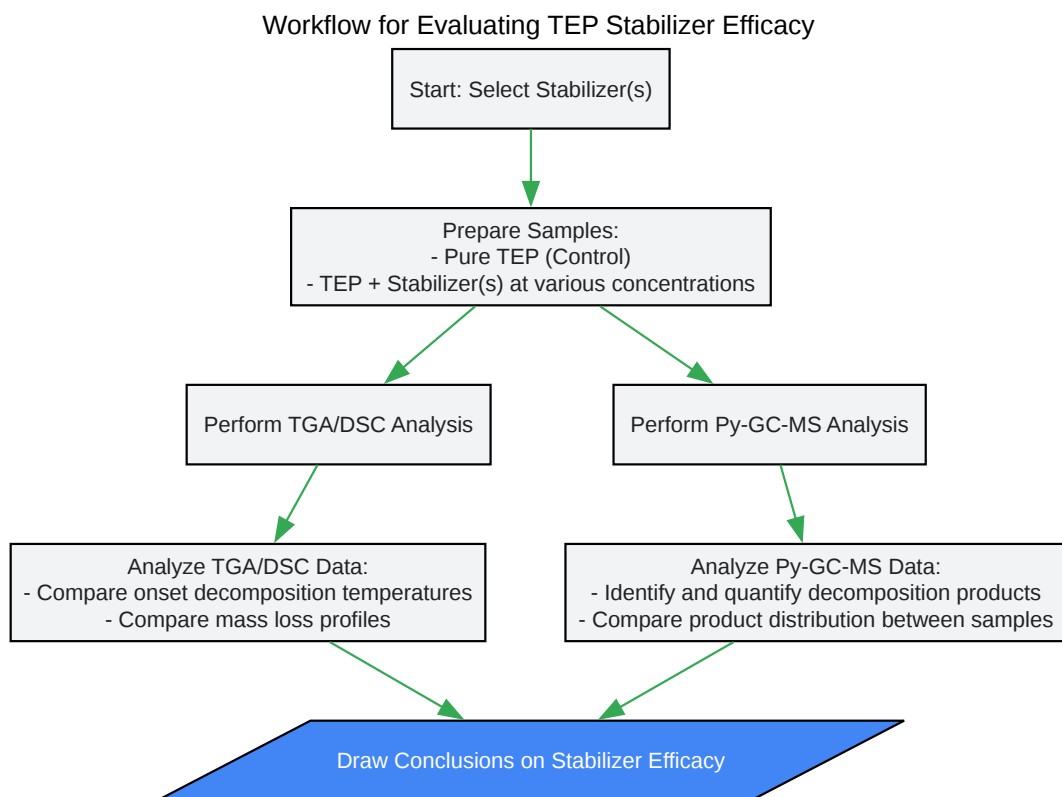 Workflow for Evaluating TEP Stabilizer Efficacy
Start: Select Stabilizer(s)
Prepare Samples:
- Pure TEP (Control)
- TEP + Stabilizer(s) at various concentrations
Perform TGA/DSC Analysis
Perform Py-GC-MS Analysis
Analyze TGA/DSC Data:
- Compare onset decomposition temperatures
- Compare mass loss profiles
Analyze Py-GC-MS Data:
- Identify and quantify decomposition products
- Compare product distribution between samples
Draw Conclusions on Stabilizer Efficacy